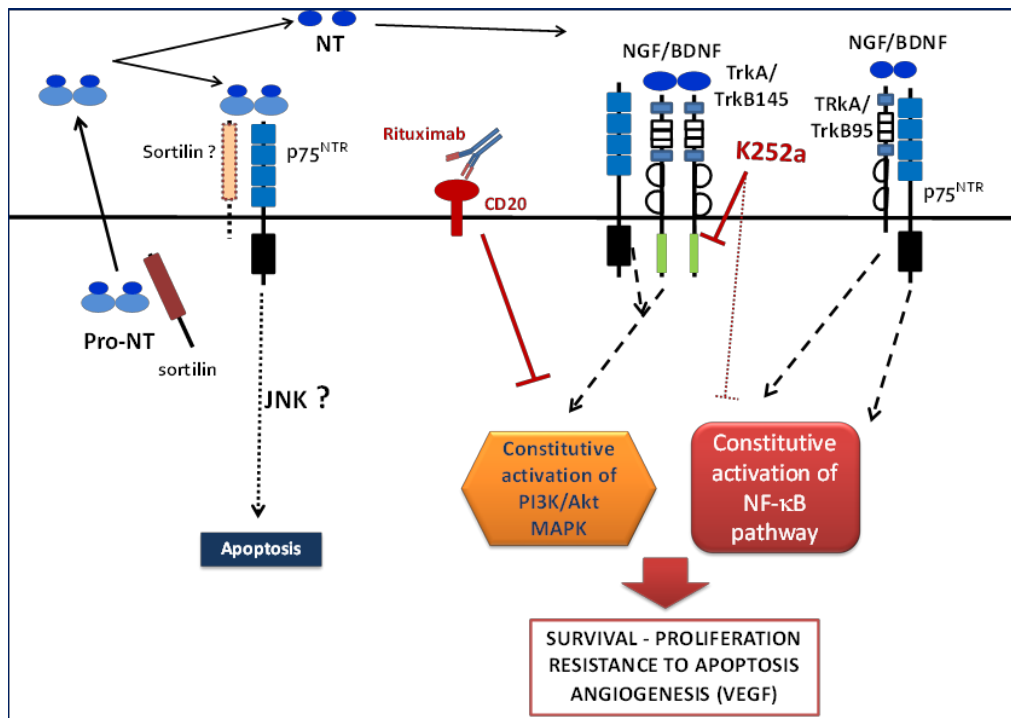 NT
NGF/BDNF
TrkA/
TrkB145
NGF/BDNF
TRkA/
TrkB95
Sortilin ?
p75NTR
Rituximab
CD20
K252a
p75NTR
Pro-NT
sortilin
JNK ?
Apoptosis
Constitutive
activation of
PI3K/Akt
MAPK
Constitutive
activation of
NF-κB
pathway
SURVIVAL - PROLIFERATION
RESISTANCE TO APOPTOSIS
ANGIOGENESIS (VEGF)